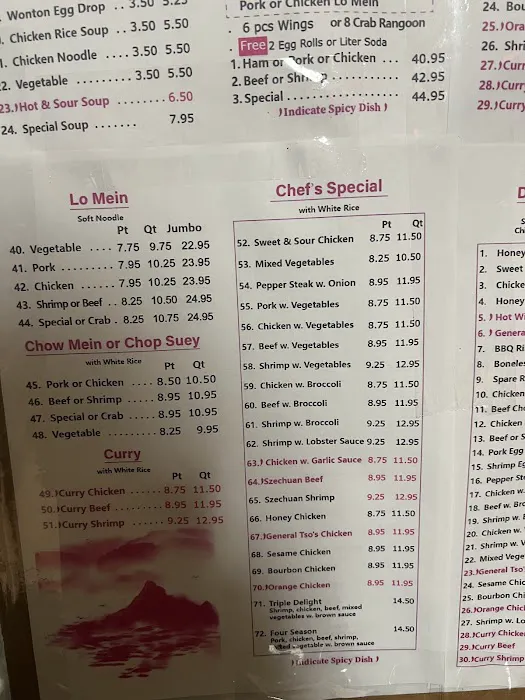 Wonton Egg Drop . . 3.50 5.25
Chicken Rice Soup . . . 3.50 5.50
Chicken Noodle . . . . 3.50 5.50
2. Vegetable . . . . . . . . . 3.50 5.50
23. Hot & Sour Soup . . . . . . . . 6.50
24. Special Soup . . . . . . . 7.95
Pork or Chicken Lo Mein
6 pcs Wings or 8 Crab Rangoon
Free 2 Egg Rolls or Liter Soda
1. Ham or Pork or Chicken . . . 40.95
2. Beef or Shrimp . . . . . . . . . . . . 42.95
3. Special . . . . . . . . . . . . . . . . 44.95
Indicate Spicy Dish
24. Bou
25. Ora
26. Shri
27. Curr
28. Curry
29. Curry
Lo Mein
Soft Noodle
Pt Qt Jumbo
40. Vegetable . . . . 7.75 9.75 22.95
41. Pork . . . . . . . . . 7.95 10.25 23.95
42. Chicken . . . . . . 7.95 10.25 23.95
43. Shrimp or Beef . . 8.25 10.50 24.95
44. Special or Crab . 8.25 10.75 24.95
Chow Mein or Chop Suey
with White Rice
Pt Qt
45. Pork or Chicken . . . . 8.50 10.50
46. Beef or Shrimp . . . . . 8.95 10.95
47. Special or Crab . . . . . 8.95 10.95
48. Vegetable . . . . . . . . . 8.25 9.95
Curry
with White Rice
Pt Qt
49. Curry Chicken . . . . . . 8.75 11.50
50. Curry Beef . . . . . . . . . 8.95 11.95
51. Curry Shrimp . . . . . . 9.25 12.95
Chef's Special
with White Rice
Pt Qt
52. Sweet & Sour Chicken 8.75 11.50
53. Mixed Vegetables 8.25 10.50
54. Pepper Steak w. Onion 8.95 11.95
55. Pork w. Vegetables 8.75 11.50
56. Chicken w. Vegetables 8.75 11.50
57. Beef w. Vegetables 8.95 11.95
58. Shrimp w. Vegetables 9.25 12.95
59. Chicken w. Broccoli 8.75 11.50
60. Beef w. Broccoli 8.95 11.95
61. Shrimp w. Broccoli 9.25 12.95
62. Shrimp w. Lobster Sauce 9.25 12.95
63. Chicken w. Garlic Sauce 8.75 11.50
64. Szechuan Beef 8.95 11.95
65. Szechuan Shrimp 9.25 12.95
66. Honey Chicken 8.75 11.50
67. General Tso's Chicken 8.95 11.95
68. Sesame Chicken 8.95 11.95
69. Bourbon Chicken 8.95 11.95
70. Orange Chicken 8.95 11.95
71. Triple Delight 14.50
Shrimp, chicken, beef, mixed
vegetables w. brown sauce
72. Four Season 14.50
Pork, chicken, beef, shrimp,
vegetable w. brown sauce
Indicate Spicy Dish
D
S
Ch
1. Honey
2. Sweet
3. Chicke
4. Honey
5. Hot Wi
6. Genera
7. BBQ Ri
8. Boneles
9. Spare R
10. Chicken
11. Beef Cho
12. Chicken
13. Beef or S
14. Pork Egg
15. Shrimp Eg
16. Pepper Ste
17. Chicken w.
18. Beef w. Bro
19. Shrimp w. B
20. Chicken w.
21. Shrimp w. V
22. Mixed Vege
23. General Tso's
24. Sesame Chic
25. Bourbon Chi
26. Orange Chic
27. Shrimp w. Lo
28. Curry Chicken
29. Curry Beef
30. Curry Shrimp